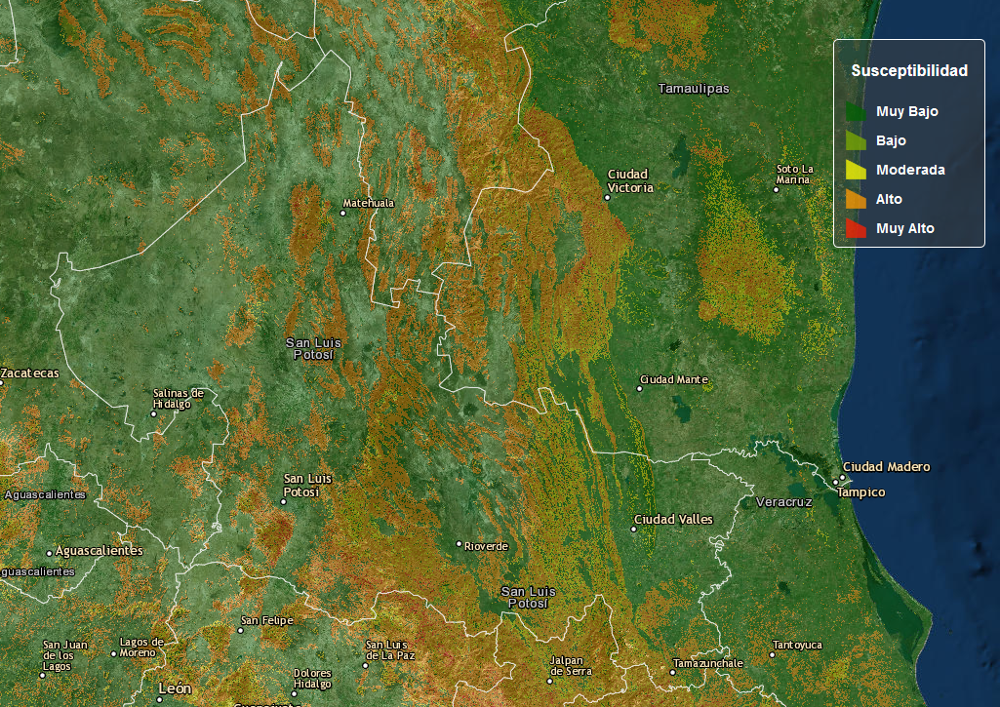 Susceptibilidad
Muy Bajo
Bajo
Moderada
Alto
Muy Alto
Tamaulipas
Soto La
Marina
Ciudad
Victoria
Matehuala
San Luis
Potosí
Zacatecas
Ciudad Mante
Salinas de
Hidalgo
Ciudad Madero
San Luis
Potosí
Tampico
Aguascalientes
Veracruz
Ciudad Valles
Rioverde
Aguascalientes
guascalientes
San Luis
Potosí
San Felipe
San Juan
de los
Lagos
Lagos de
Moreno
San Luis
de La Paz
Tantoyuca
Jalpan
de Serra
Tamazunchale
Dolores
Hidalgo
León